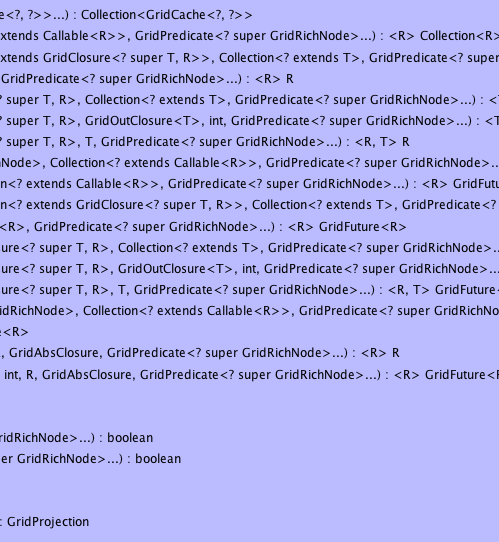 <?, ?>>...) : Collection<GridCache<?, ?>>
extends Callable<R>>, GridPredicate<? super GridRichNode>...) : <R> Collection<R>
extends GridClosure<? super T, R>>, Collection<? extends T>, GridPredicate<? super
GridPredicate<? super GridRichNode>...) : <R> R
? super T, R>, Collection<? extends T>, GridPredicate<? super GridRichNode>...) : <T
? super T, R>, GridOutClosure<T>, int, GridPredicate<? super GridRichNode>...) : <T
? super T, R>, T, GridPredicate<? super GridRichNode>...) : <R, T> R
Node>, Collection<? extends Callable<R>>, GridPredicate<? super GridRichNode>...
n<? extends Callable<R>>, GridPredicate<? super GridRichNode>...) : <R> GridFutu
n<? extends GridClosure<? super T, R>>, Collection<? extends T>, GridPredicate<?
<R>, GridPredicate<? super GridRichNode>...) : <R> GridFuture<R>
ure<? super T, R>, Collection<? extends T>, GridPredicate<? super GridRichNode>...
ure<? super T, R>, GridOutClosure<T>, int, GridPredicate<? super GridRichNode>...
ure<? super T, R>, T, GridPredicate<? super GridRichNode>...) : <R, T> GridFuture<
idRichNode>, Collection<? extends Callable<R>>, GridPredicate<? super GridRichNo
e<R>
, GridAbsClosure, GridPredicate<? super GridRichNode>...) : <R> R
int, R, GridAbsClosure, GridPredicate<? super GridRichNode>...) : <R> GridFuture<R
ridRichNode>...) : boolean
er GridRichNode>...) : boolean
: GridProjection